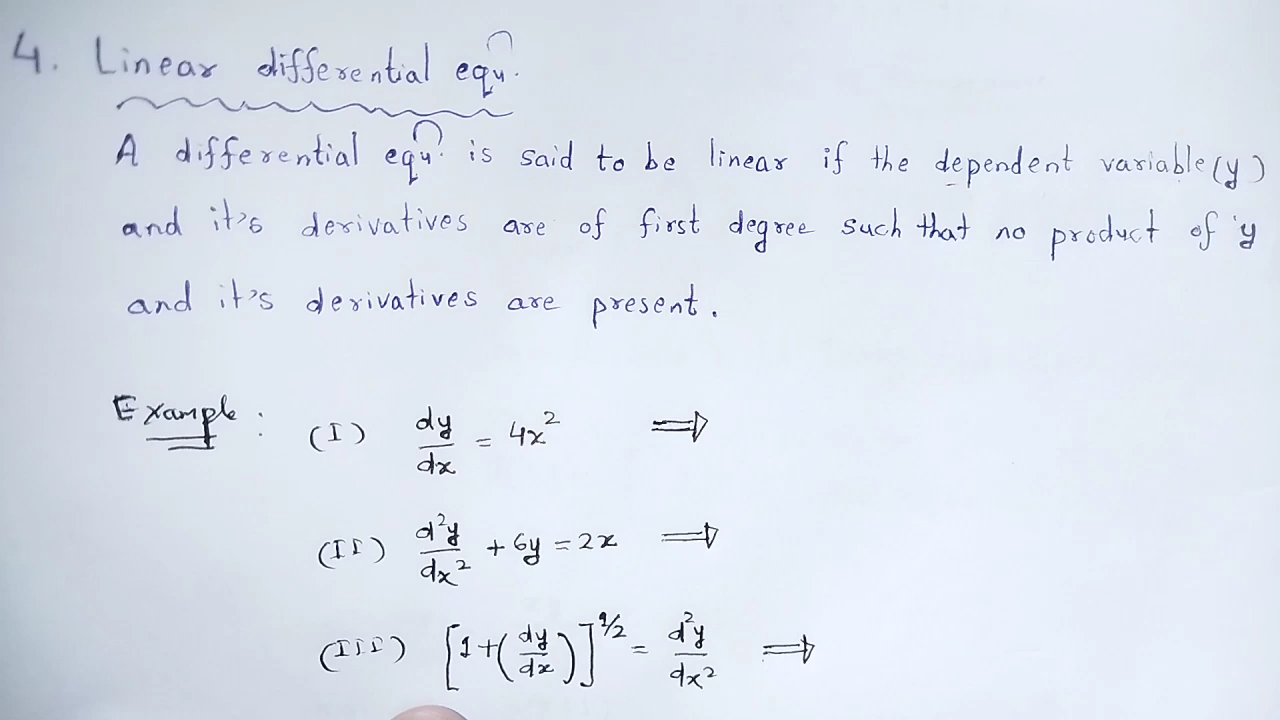 4. Linear differential equn.
A differential equn. is said to be linear if the dependent variable (y)
and it's derivatives are of first degree such that no product of 'y
and it's derivatives are present.
Example : (I) dy/dx = 4x² ⇒
(II) d²y/dx² + 6y = 2x ⇒
(III) [1+(dy/dx)]^1/2 = d²y/dx² ⇒